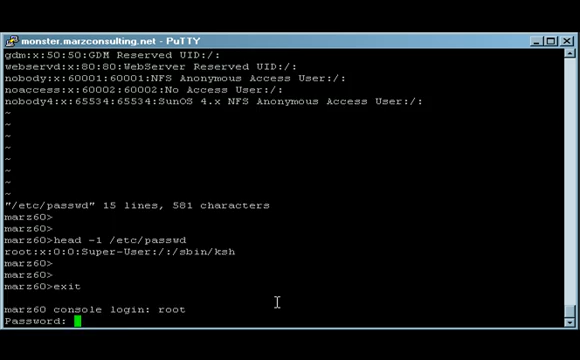 monster.marzconsulting.net - PuTTY
gdm:x:50:50:GDM Reserved UID:/:
webservd:x:80:80:WebServer Reserved UID:/:
nobody:x:60001:60001:NFS Anonymous Access User:/:
noaccess:x:60002:60002:No Access User:/:
nobody4:x:65534:65534:SunOS 4.x NFS Anonymous Access User:/:
~
~
~
~
~
~
~
~
"/etc/passwd" 15 lines, 581 characters
marz60>
marz60>
marz60>head -1 /etc/passwd
root:x:0:0:Super-User:/:/sbin/ksh
marz60>
marz60>
marz60>exit
marz60 console login: root
Password: